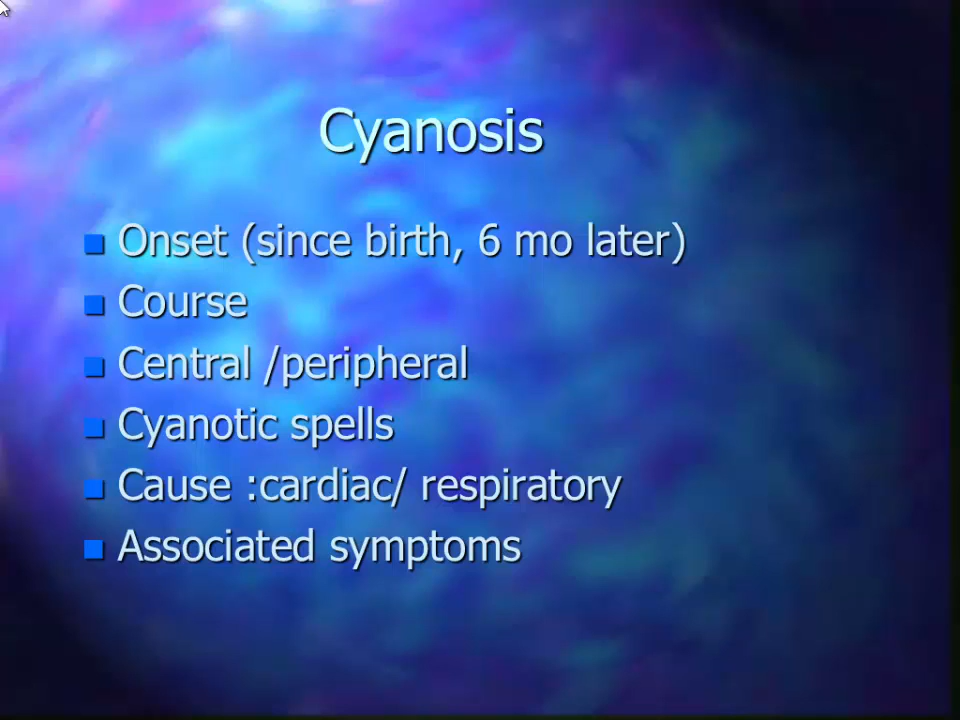 Cyanosis
Onset (since birth, 6 mo later)
Course
Central /peripheral
Cyanotic spells
Cause :cardiac/ respiratory
Associated symptoms